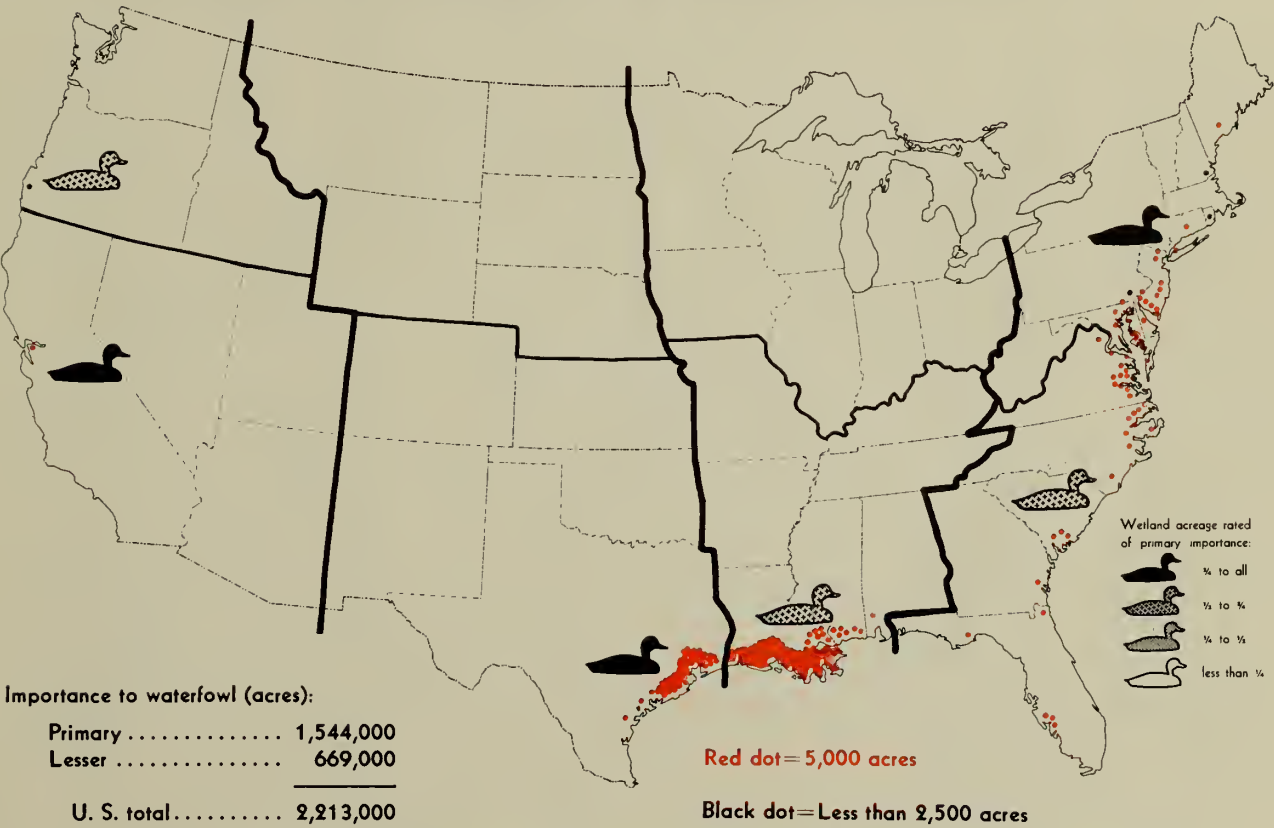 Wetland acreage rated
of primary importance:
¾ to all
½ to ¾
¼ to ½
less than ¼
Importance to waterfowl (acres):
Primary .............. 1,544,000
Lesser ............... 669,000
U. S. total.......... 2,213,000
Red dot=5,000 acres
Black dot=Less than 2,500 acres